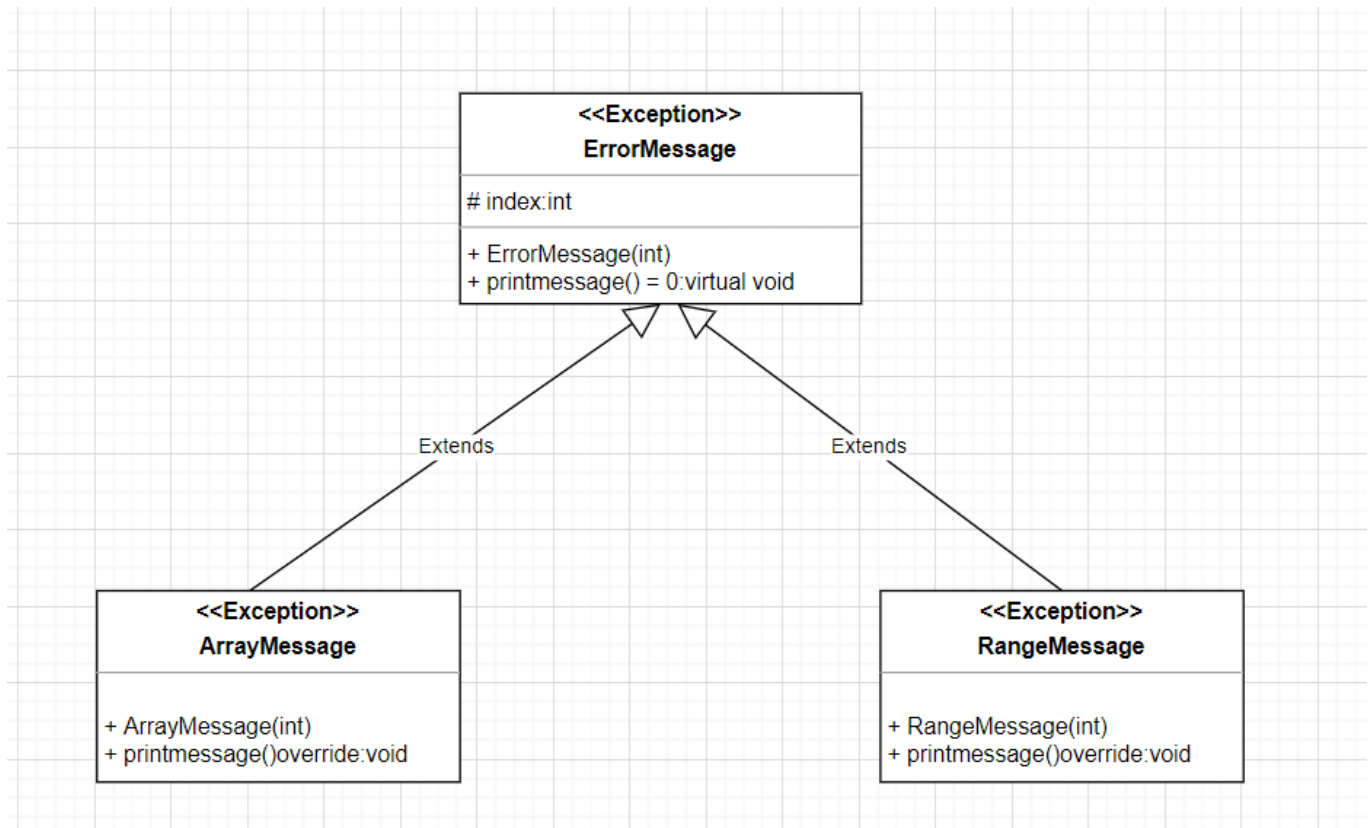 <<Exception>>
ErrorMessage
# index:int
+ ErrorMessage(int)
+ printmessage() = 0:virtual void
Extends
Extends
<<Exception>>
ArrayMessage
+ ArrayMessage(int)
+ printmessage()override:void
<<Exception>>
RangeMessage
+ RangeMessage(int)
+ printmessage()override:void